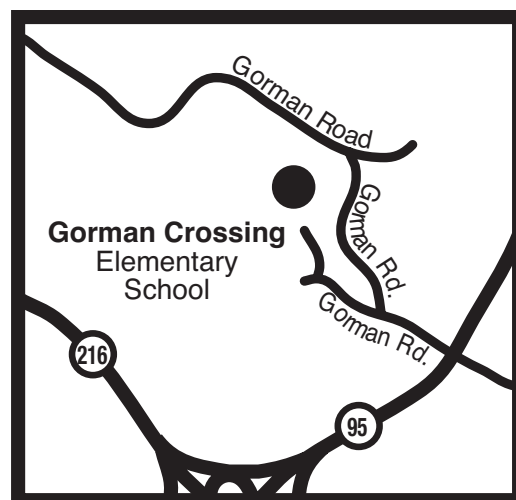 Gorman Road
Gorman Rd.
Gorman Crossing
Elementary
School
Gorman Rd.
216
95